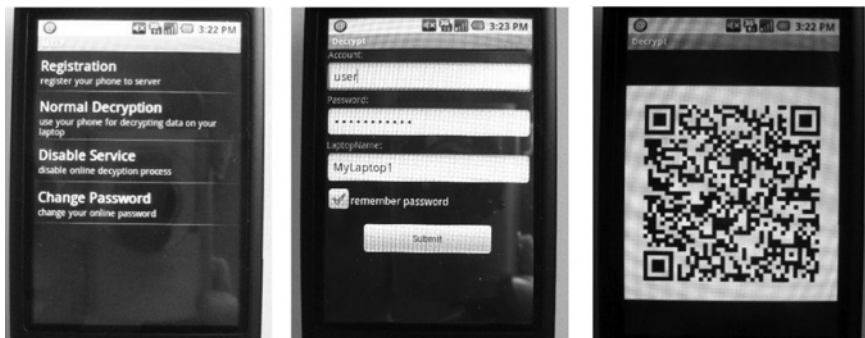 3:22 PM
User
Registration
register your phone to server
Normal Decryption
use your phone for decrypting data on your
laptop
Disable Service
disable online decyption process
Change Password
change your online password
3:23 PM
Decrypt
Account:
user
Password:
•••••••••••
LaptopName:
MyLaptop1
remember password
Submit
3:22 PM
Decrypt